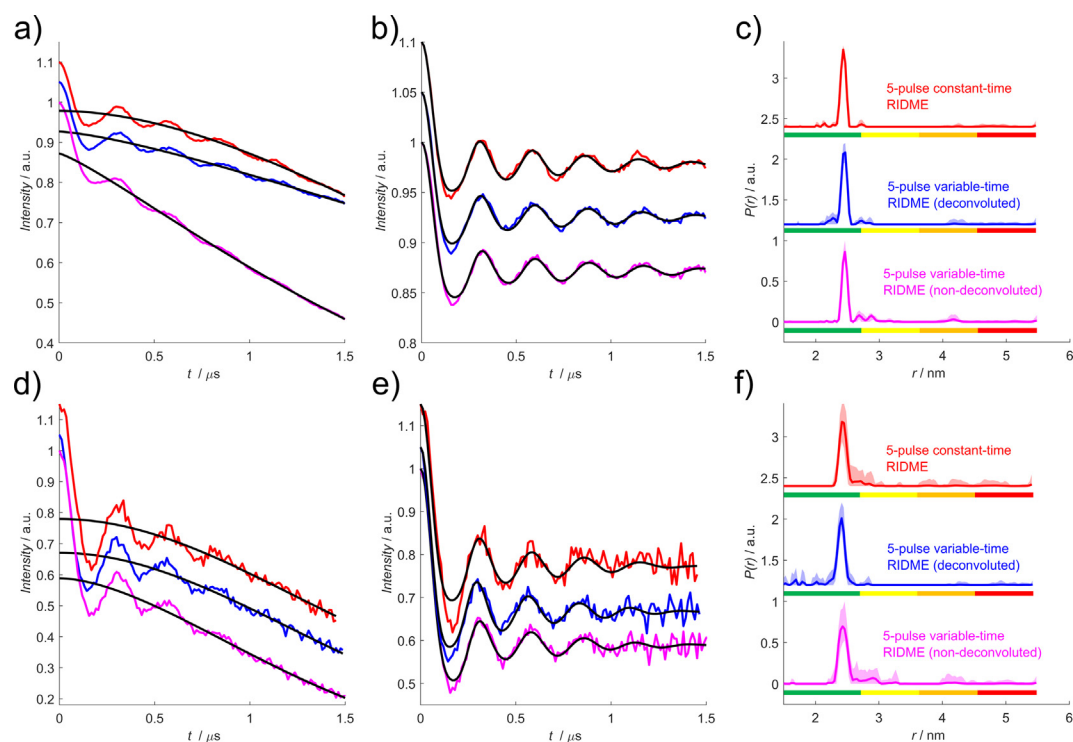 a)
1.1
1
0.9
0.8
0.7
0.6
0.5
0.4
0
0.5
1
1.5
Intensity / a.u.
t / μs
b)
1.1
1.05
1
0.95
0.9
0.85
0.8
0
0.5
1
1.5
Intensity / a.u.
t / μs
c)
3
2.4
2
1.2
1
0
2
3
4
5
6
P(r) / a.u.
r / nm
5-pulse constant-time
RIDME
5-pulse variable-time
RIDME (deconvoluted)
5-pulse variable-time
RIDME (non-deconvoluted)
d)
1.1
1
0.9
0.8
0.7
0.6
0.5
0.4
0.3
0.2
0
0.5
1
1.5
Intensity / a.u.
t / μs
e)
1.1
1
0.9
0.8
0.7
0.6
0.5
0
0.5
1
1.5
Intensity / a.u.
t / μs
f)
3
2.4
2
1.2
1
0
2
3
4
5
6
P(r) / a.u.
r / nm
5-pulse constant-time
RIDME
5-pulse variable-time
RIDME (deconvoluted)
5-pulse variable-time
RIDME (non-deconvoluted)